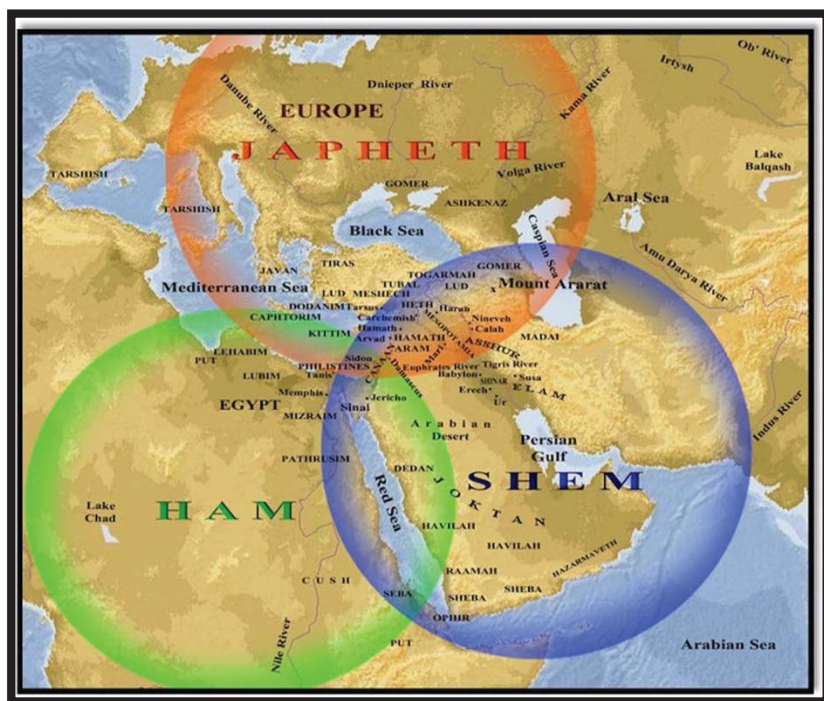 Ob' River
Irtysh
Kama River
Danube River
Dnieper River
EUROPE
JAPHETH
Volga River
Lake
Balqash
TARSHISH
GOMER
Aral Sea
TARSHISH
ASHKENAZ
Black Sea
Caspian Sea
Amu Darya River
JAVAN
TIRAS
TOGARMAH
GOMER
Mediterranean Sea
TUBAL
LUD
Mount Ararat
LUD
MESHECH
DODANIM
Tarsus
HETH
Haran
CAPHTORIM
Carchemish
MESOPOTAMIA
Nineveh
KITTIM
Hamath
Calah
Arvad
HAMATH
ASSHUR
MADAI
LEHABIM
ARAM
Mari
PUT
Sidon
CANAAN
PHILISTINES
Euphrates River
Tigris River
LUBIM
Tanis
Damascus
Babylon
SHINAR
Susa
Memphis
Jericho
Erech
ELAM
EGYPT
Sinai
Ur
MIZRAIM
Arabian
Desert
Indus River
Persian
Gulf
PATHRUSIM
DEDAN
SHEM
JOKTAN
Red Sea
Lake
Chad
HAM
HAVILAH
HAVILAH
HAZARMAVETH
RAAMAH
CUSH
SEBA
SHEBA
SHEBA
OPHIR
Nile River
PUT
Arabian Sea